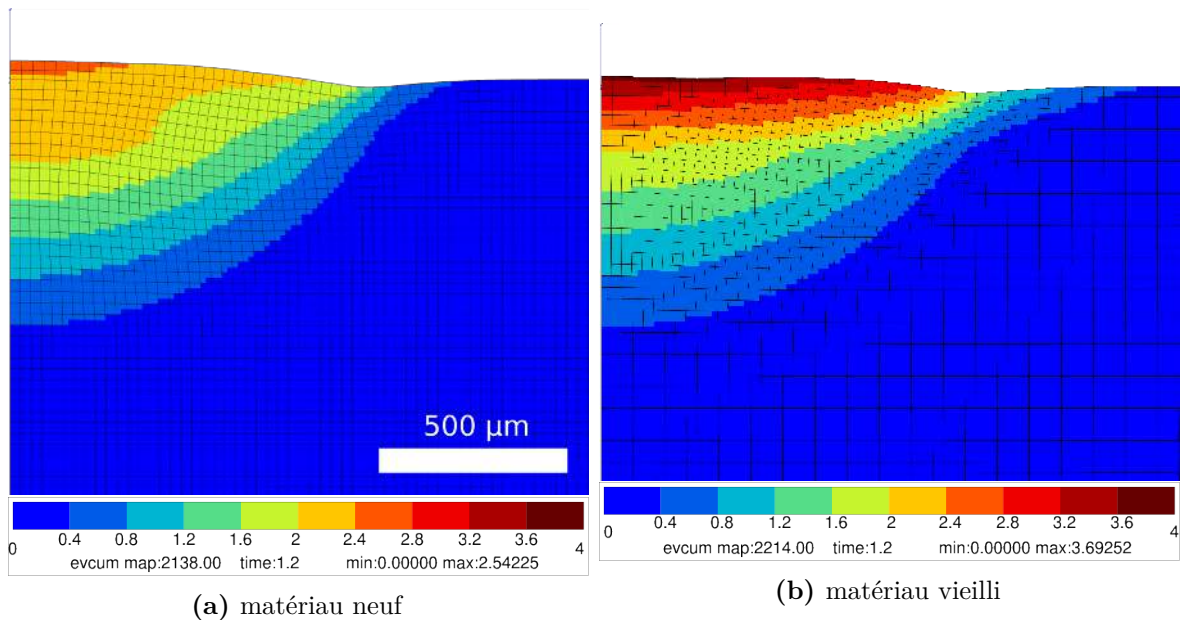 500 µm
0 0.4 0.8 1.2 1.6 2 2.4 2.8 3.2 3.6 4
evcum map:2138.00 time:1.2 min:0.00000 max:2.54225
(a) matériau neuf
0 0.4 0.8 1.2 1.6 2 2.4 2.8 3.2 3.6 4
evcum map:2214.00 time:1.2 min:0.00000 max:3.69252
(b) matériau vieilli